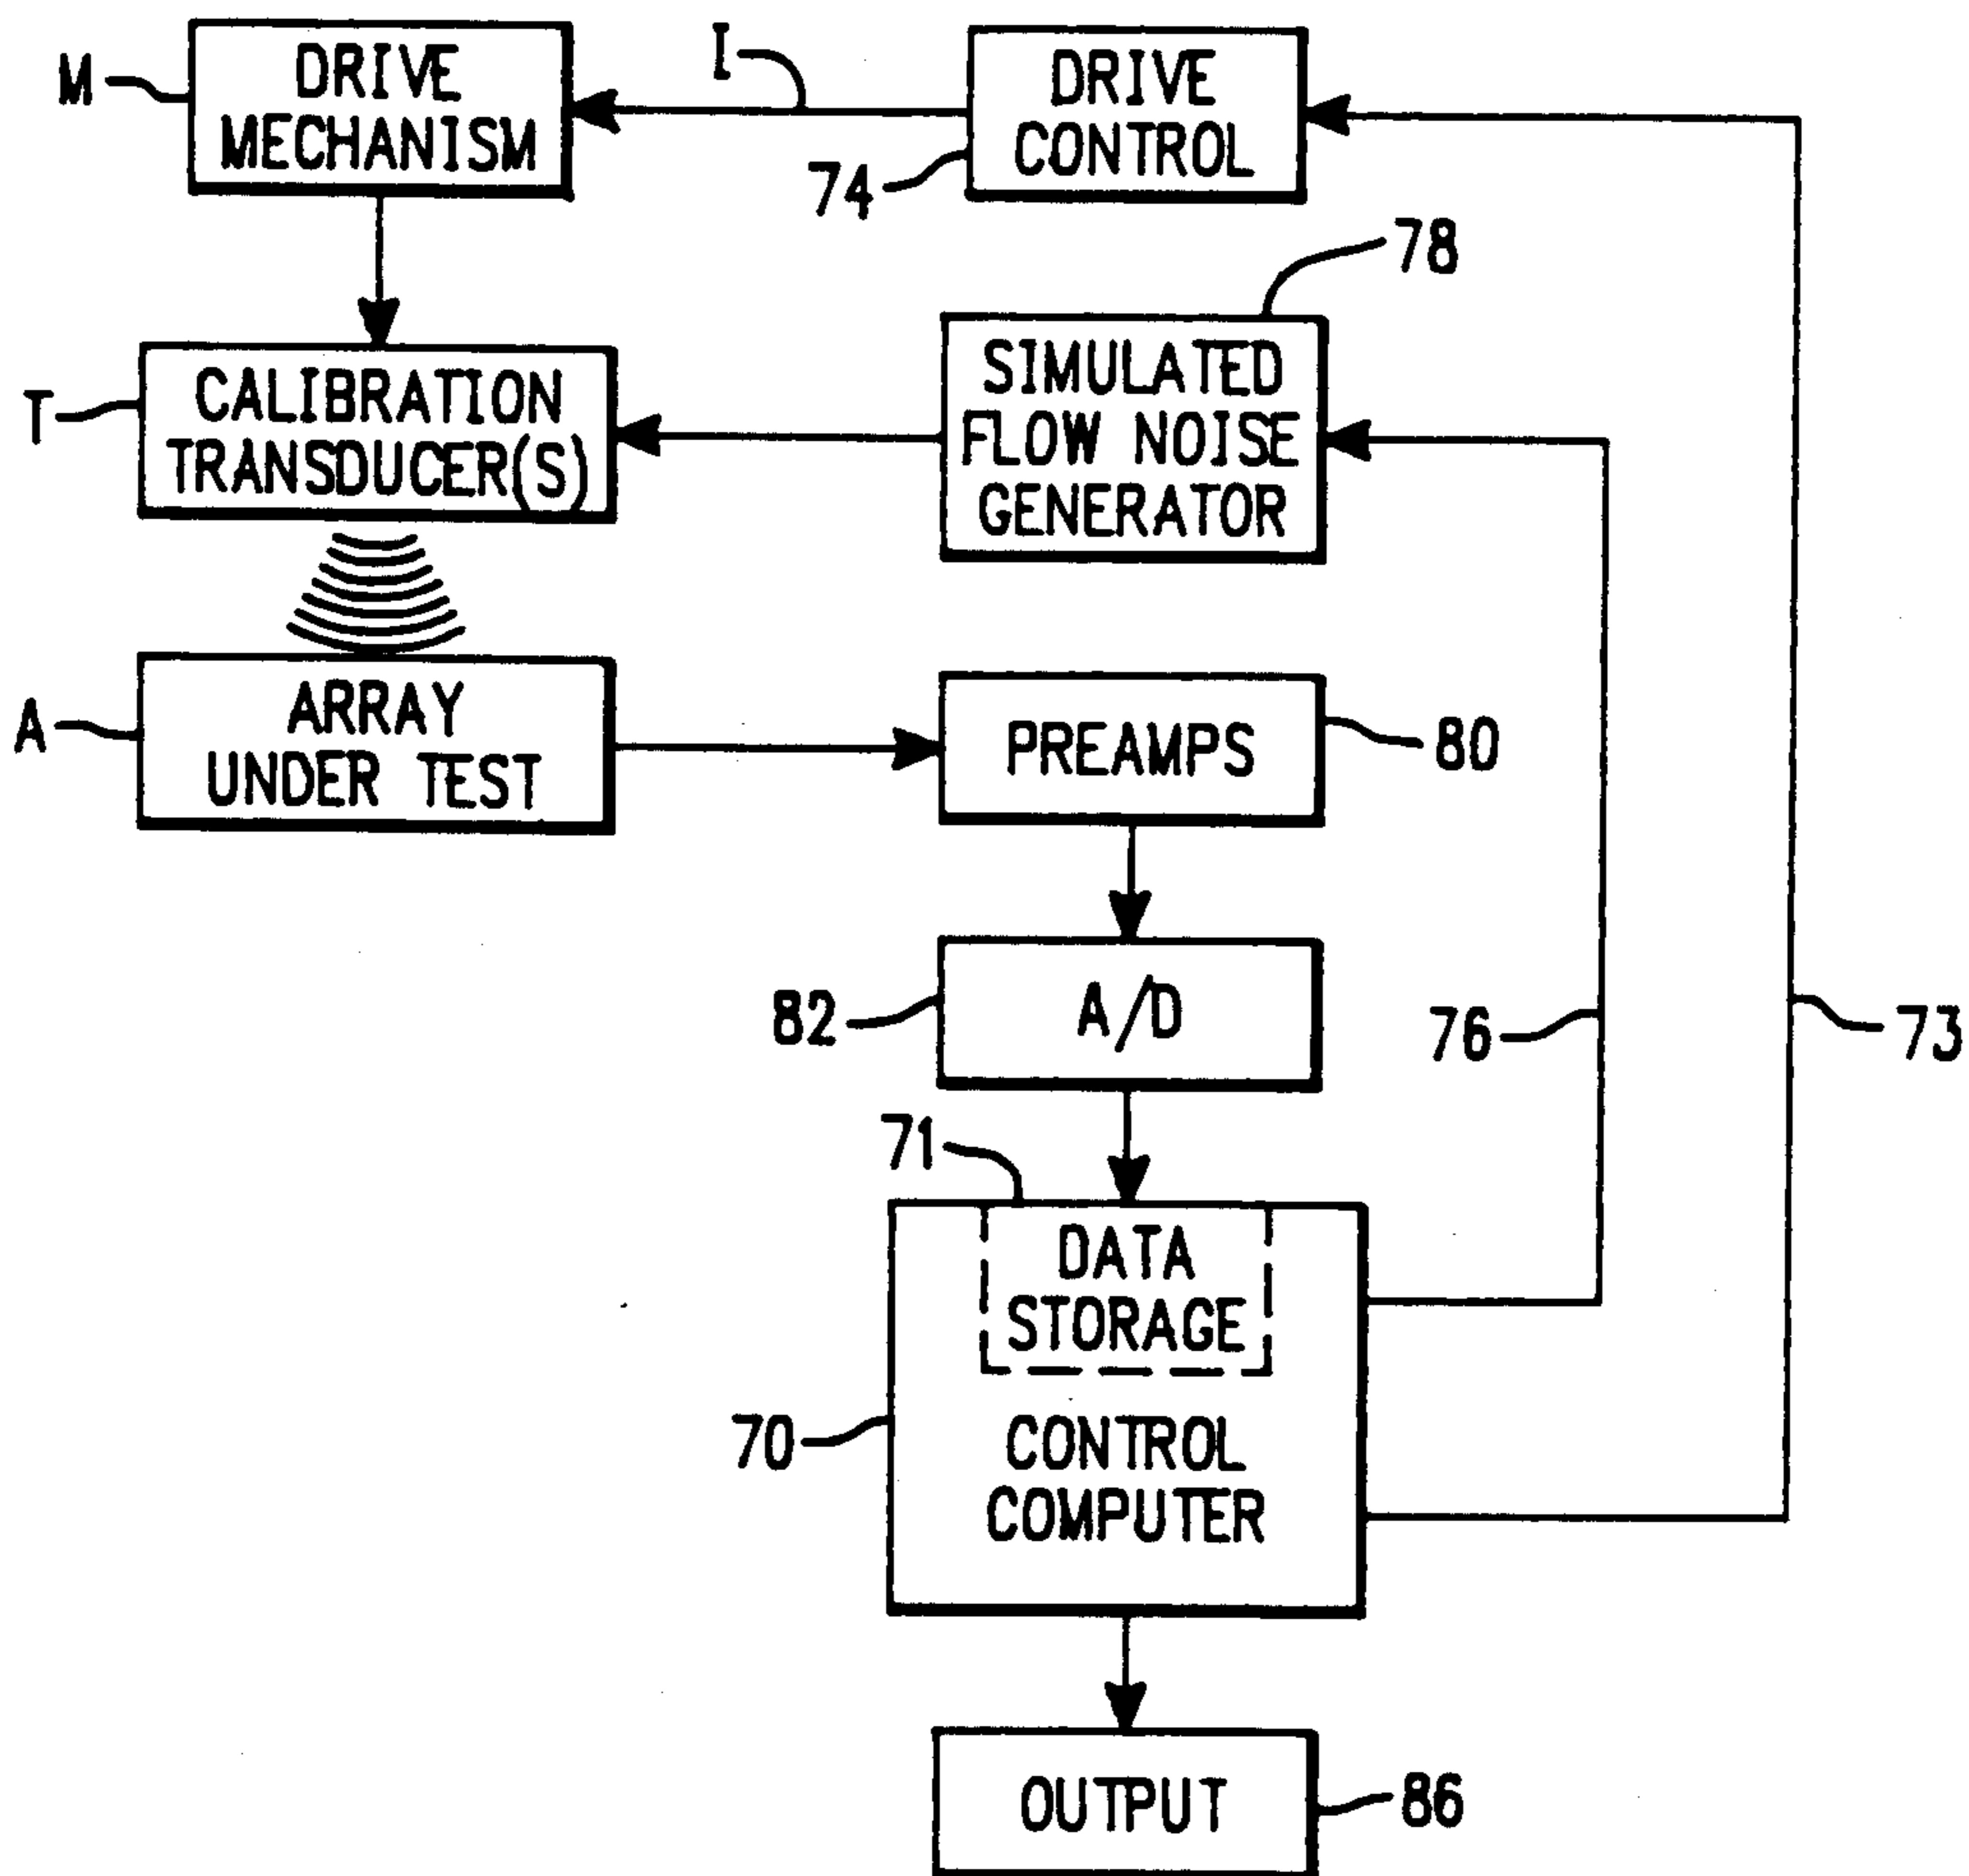 M
DRIVE
MECHANISM
I
74
DRIVE
CONTROL
78
T
CALIBRATION
TRANSDUCER(S)
SIMULATED
FLOW NOISE
GENERATOR
A
ARRAY
UNDER TEST
PREAMPS
80
82
A/D
76
73
71
DATA
STORAGE
70
CONTROL
COMPUTER
OUTPUT
86